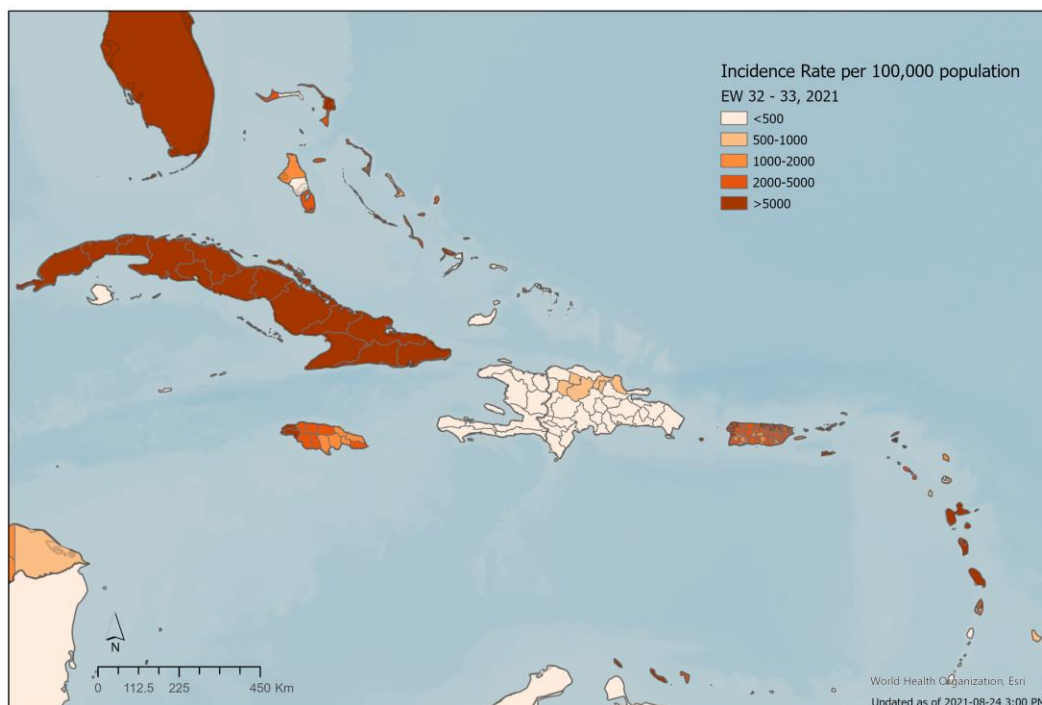 Incidence Rate per 100,000 population
EW 32 - 33, 2021
<500
500-1000
1000-2000
2000-5000
>5000
N
0 112.5 225 450 Km
World Health Organization, Esri
Updated as of 2021-08-24 3:00 PM